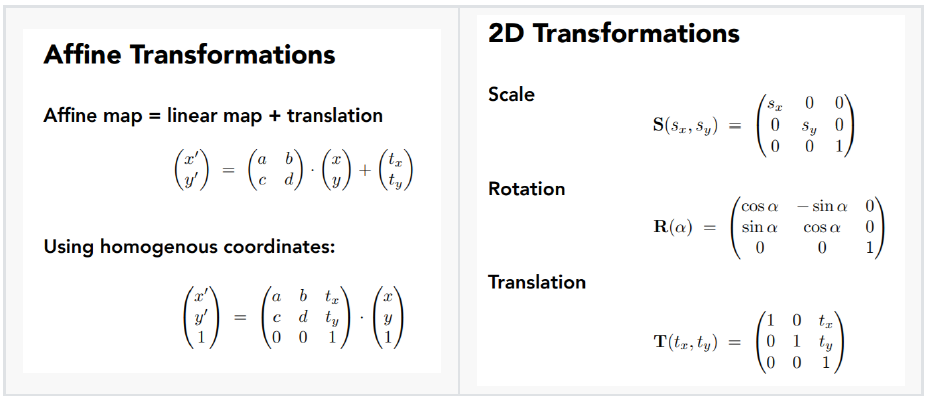 Affine Transformations
Affine map = linear map + translation
$\begin{pmatrix} x' \\ y' \end{pmatrix} = \begin{pmatrix} a & b \\ c & d \end{pmatrix} \cdot \begin{pmatrix} x \\ y \end{pmatrix} + \begin{pmatrix} t_x \\ t_y \end{pmatrix}$
Using homogenous coordinates:
$\begin{pmatrix} x' \\ y' \\ 1 \end{pmatrix} = \begin{pmatrix} a & b & t_x \\ c & d & t_y \\ 0 & 0 & 1 \end{pmatrix} \cdot \begin{pmatrix} x \\ y \\ 1 \end{pmatrix}$
2D Transformations
Scale
$\mathbf{S}(s_x, s_y) = \begin{pmatrix} s_x & 0 & 0 \\ 0 & s_y & 0 \\ 0 & 0 & 1 \end{pmatrix}$
Rotation
$\mathbf{R}(\alpha) = \begin{pmatrix} \cos\alpha & -\sin\alpha & 0 \\ \sin\alpha & \cos\alpha & 0 \\ 0 & 0 & 1 \end{pmatrix}$
Translation
$\mathbf{T}(t_x, t_y) = \begin{pmatrix} 1 & 0 & t_x \\ 0 & 1 & t_y \\ 0 & 0 & 1 \end{pmatrix}$